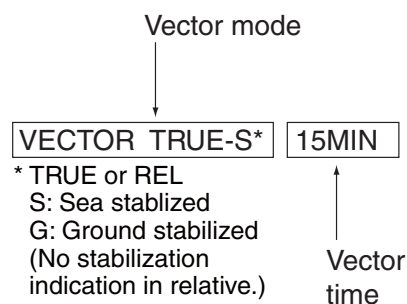 Vector mode
VECTOR TRUE-S* 15MIN
* TRUE or REL
S: Sea stablized
G: Ground stabilized
(No stabilization
indication in relative.)
Vector
time